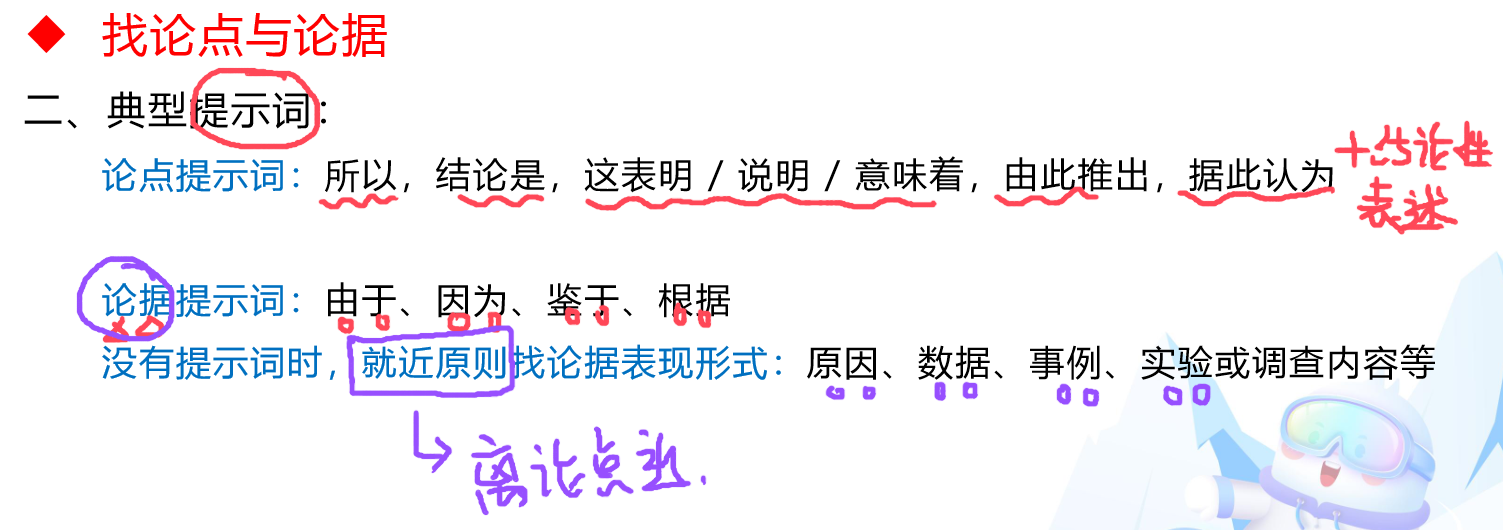 ◆ 找论点与论据
二、典型提示词：
论点提示词：所以，结论是，这表明 / 说明 / 意味着，由此推出，据此认为
+结论性
表述
论据提示词：由于、因为、鉴于、根据
没有提示词时，就近原则找论据表现形式：原因、数据、事例、实验或调查内容等
离论点近.